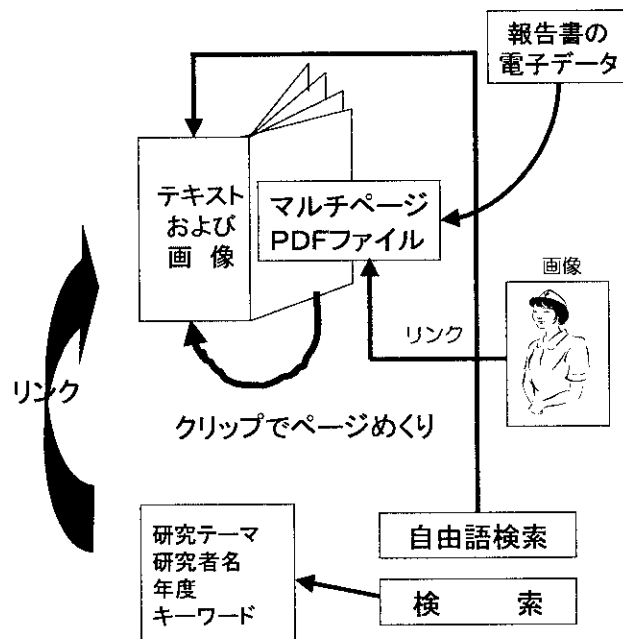 報告書の
電子データ
テキスト
および
画 像
マルチページ
PDFファイル
画像
リンク
リンク
クリップでページめくり
研究テーマ
研究者名
年度
キーワード
自由語検索
検 索